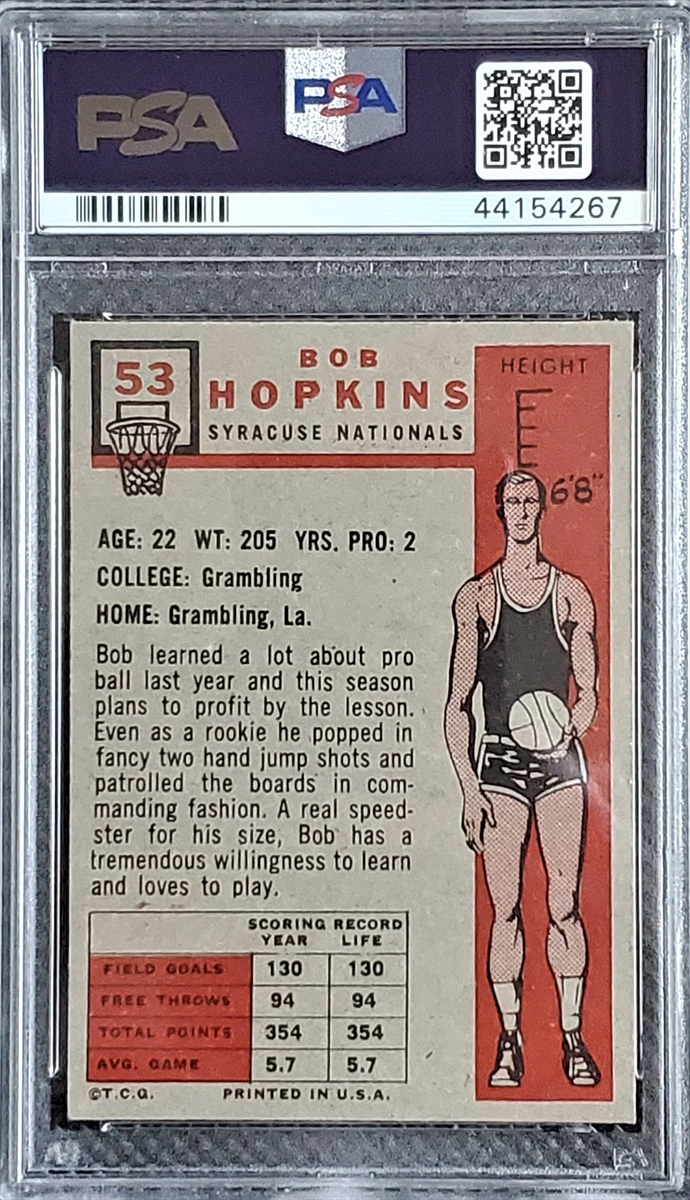 PSA
PSA
44154267
53
BOB
HOPKINS
SYRACUSE NATIONALS
HEIGHT
6'8"
AGE: 22 WT: 205 YRS. PRO: 2
COLLEGE: Grambling
HOME: Grambling, La.
Bob learned a lot about pro
ball last year and this season
plans to profit by the lesson.
Even as a rookie he popped in
fancy two hand jump shots and
patrolled the boards in com-
manding fashion. A real speed-
ster for his size, Bob has a
tremendous willingness to learn
and loves to play.
SCORING RECORD
YEAR LIFE
FIELD GOALS 130 130
FREE THROWS 94 94
TOTAL POINTS 354 354
AVG. GAME 5.7 5.7
©T.C.G. PRINTED IN U.S.A.